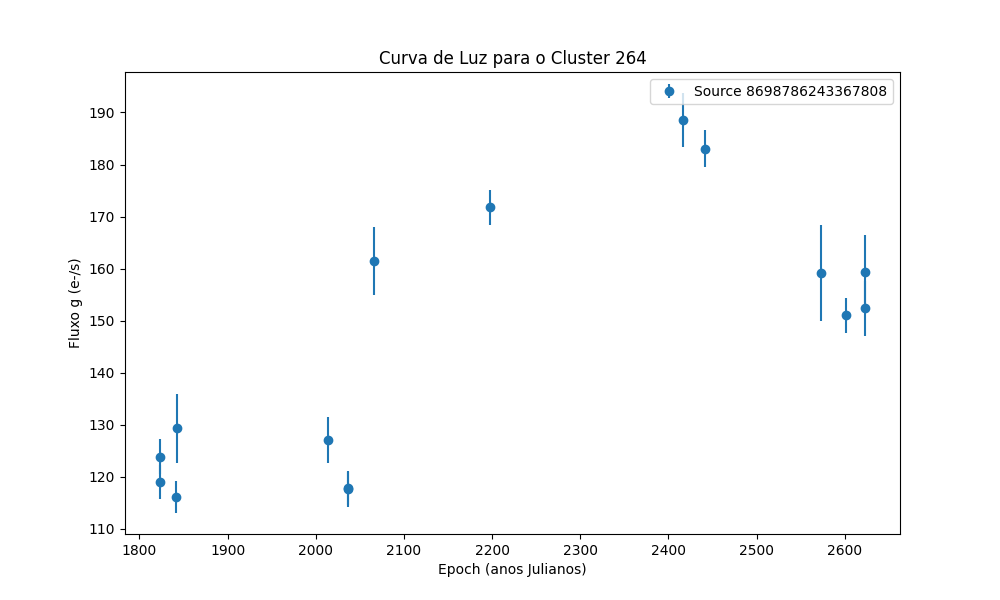 Curva de Luz para o Cluster 264
Source 8698786243367808
Fluxo g (e-/s)
190
180
170
160
150
140
130
120
110
1800 1900 2000 2100 2200 2300 2400 2500 2600
Epoch (anos Julianos)